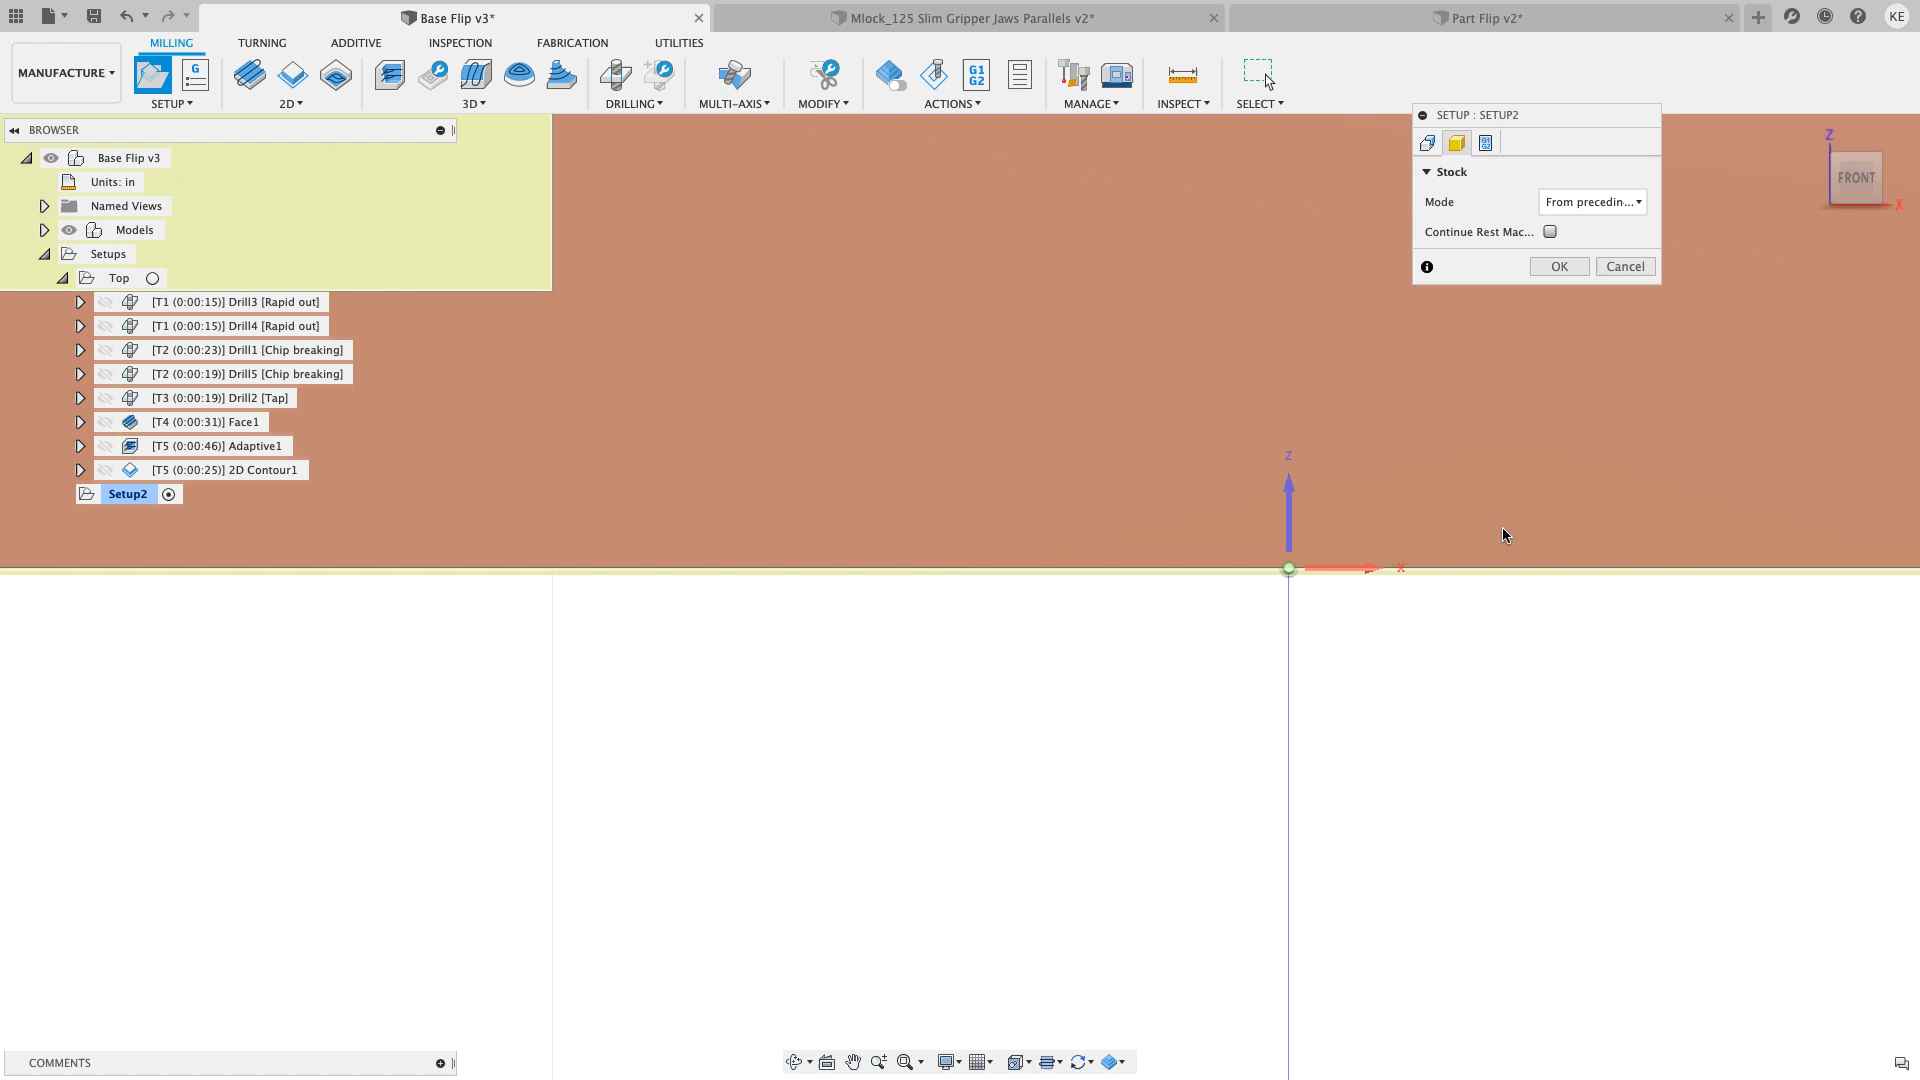 Base Flip v3*
Mlock_125 Slim Gripper Jaws Parallels v2*
Part Flip v2*
KE
MILLING
TURNING
ADDITIVE
INSPECTION
FABRICATION
UTILITIES
MANUFACTURE
G
G1
G2
SETUP
2D
3D
DRILLING
MULTI-AXIS
MODIFY
ACTIONS
MANAGE
INSPECT
SELECT
BROWSER
Base Flip v3
Units: in
Named Views
Models
Setups
Top
[T1 (0:00:15)] Drill3 [Rapid out]
[T1 (0:00:15)] Drill4 [Rapid out]
[T2 (0:00:23)] Drill1 [Chip breaking]
[T2 (0:00:19)] Drill5 [Chip breaking]
[T3 (0:00:19)] Drill2 [Tap]
[T4 (0:00:31)] Face1
[T5 (0:00:46)] Adaptive1
[T5 (0:00:25)] 2D Contour1
Setup2
SETUP : SETUP2
Stock
Mode
From precedin...
Continue Rest Mac...
OK
Cancel
Z
FRONT
X
Z
X
COMMENTS